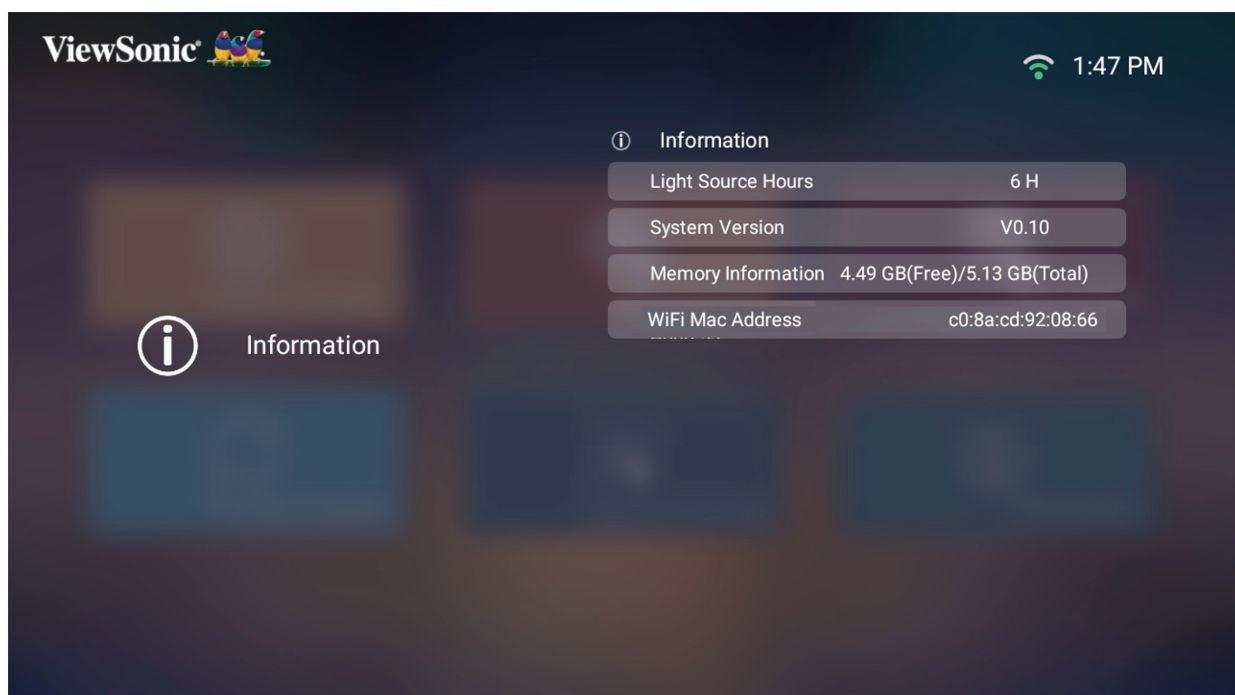 ViewSonic®
1:47 PM
Information
Light Source Hours 6 H
System Version V0.10
Memory Information 4.49 GB(Free)/5.13 GB(Total)
WiFi Mac Address c0:8a:cd:92:08:66
Information